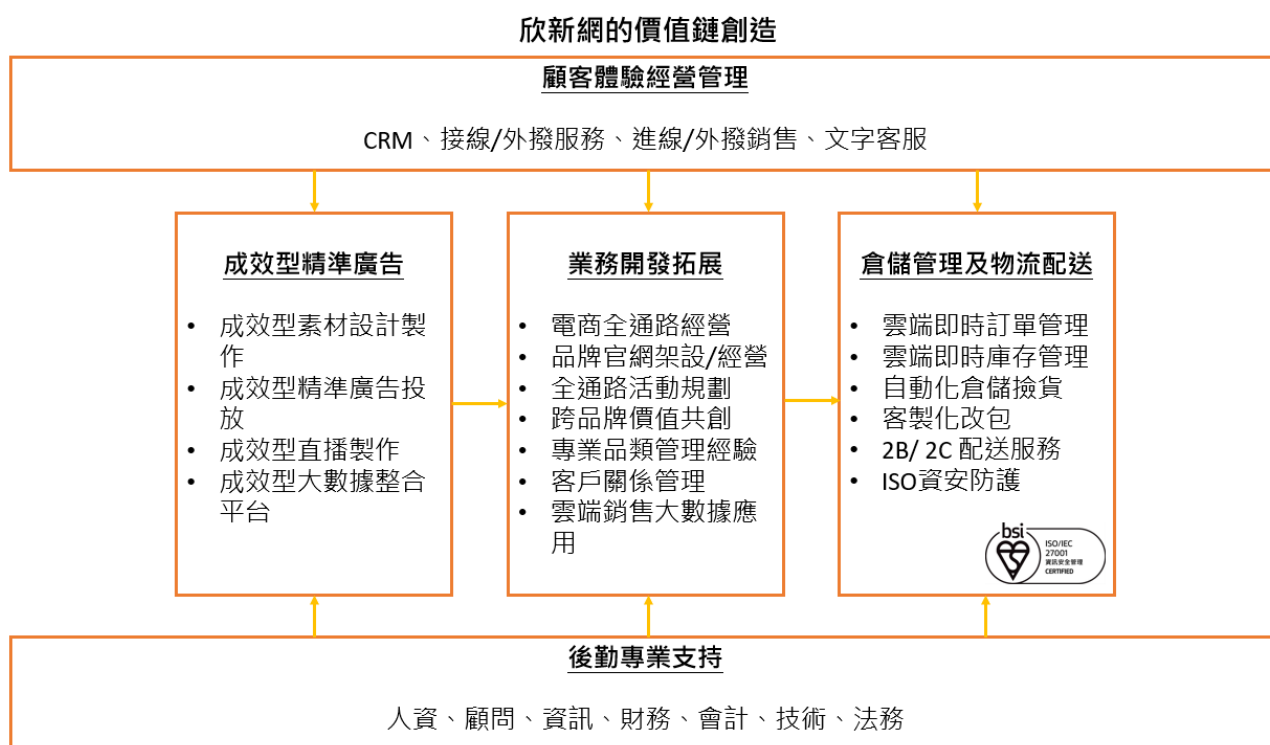 欣新網的價值鏈創造
顧客體驗經營管理
CRM、接線/外撥服務、進線/外撥銷售、文字客服
成效型精準廣告
• 成效型素材設計製
作
• 成效型精準廣告投
放
• 成效型直播製作
• 成效型大數據整合
平台
業務開發拓展
• 電商全通路經營
• 品牌官網架設/經營
• 全通路活動規劃
• 跨品牌價值共創
• 專業品類管理經驗
• 客戶關係管理
• 雲端銷售大數據應
用
倉儲管理及物流配送
• 雲端即時訂單管理
• 雲端即時庫存管理
• 自動化倉儲撿貨
• 客製化改包
• 2B/ 2C 配送服務
• ISO資安防護
bsi
ISO/IEC
27001
資訊安全管理
CERTIFIED
後勤專業支持
人資、顧問、資訊、財務、會計、技術、法務